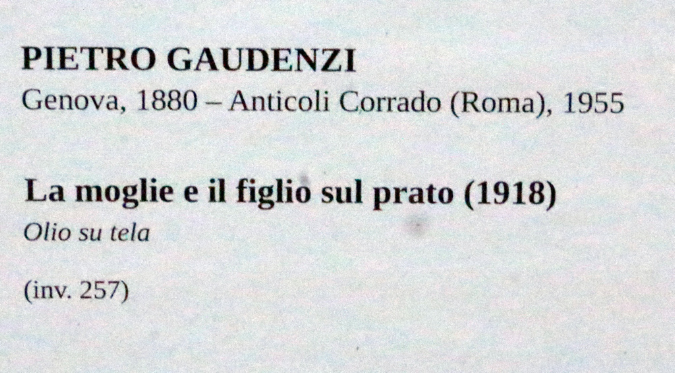 PIETRO GAUDENZI
Genova, 1880 – Anticoli Corrado (Roma), 1955
La moglie e il figlio sul prato (1918)
Olio su tela
(inv. 257)